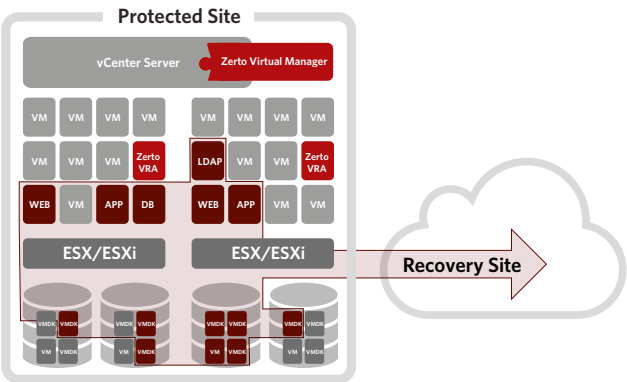 Protected Site
vCenter Server
Zerto Virtual Manager
VM VM VM VM VM VM VM VM
VM VM VM Zerto VRA LDAP VM VM Zerto VRA
WEB VM APP DB WEB APP VM VM
ESX/ESXi ESX/ESXi
Recovery Site
VMDK VMDK VMDK VMDK VMDK VMDK VMDK VMDK
VM VMDK VM VMDK VMDK VMDK VM VMDK